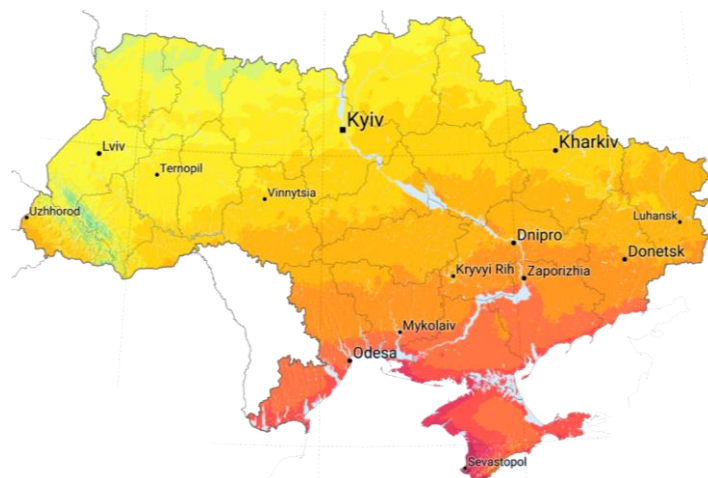 Kyiv
Kharkiv
Lviv
Ternopil
Vinnytsia
Uzhhorod
Luhansk
Dnipro
Donetsk
Kryvyi Rih
Zaporizhia
Mykolaiv
Odesa
Sevastopol